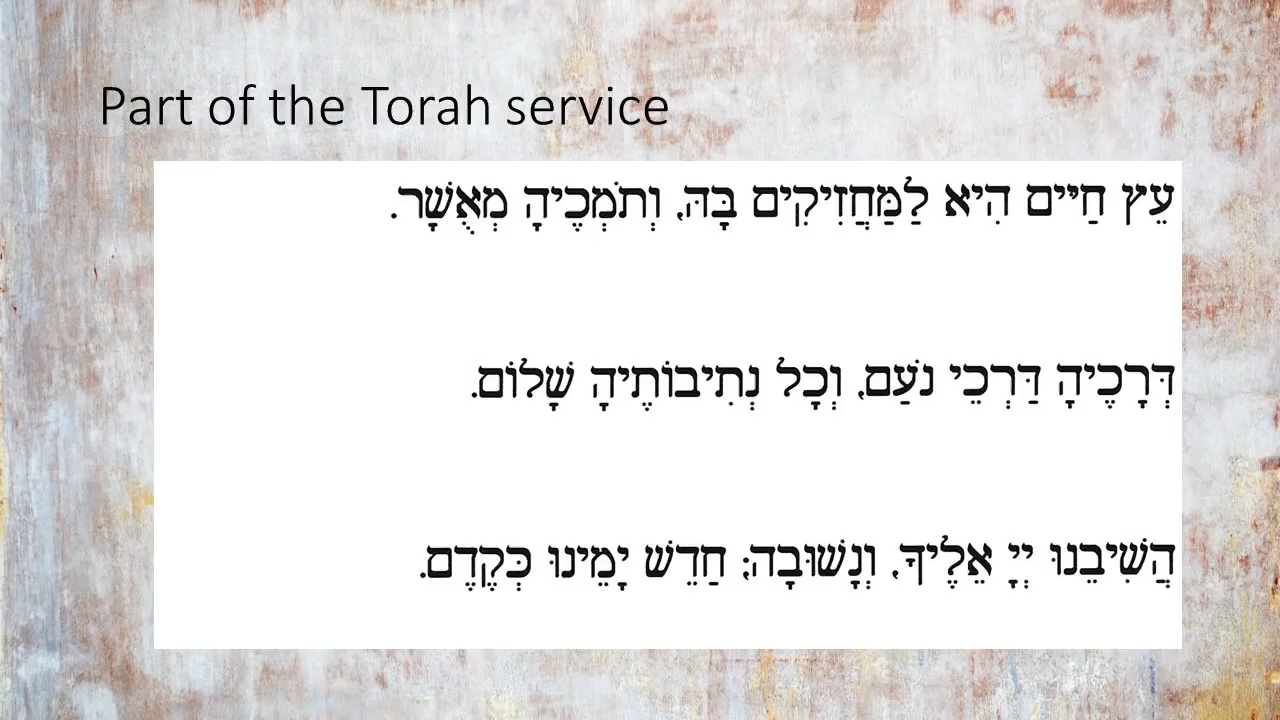 Part of the Torah service
עֵץ חַיִּים הִיא לַמַּחֲזִיקִים בָּהּ, וְתֹמְכֶיהָ מְאֻשָּׁר.
דְּרָכֶיהָ דַּרְכֵי נֹעַם, וְכָל נְתִיבוֹתֶיהָ שָׁלוֹם.
הֲשִׁיבֵנוּ יְיָ אֵלֶיךָ, וְנָשׁוּבָה; חַדֵּשׁ יָמֵינוּ כְּקֶדֶם.